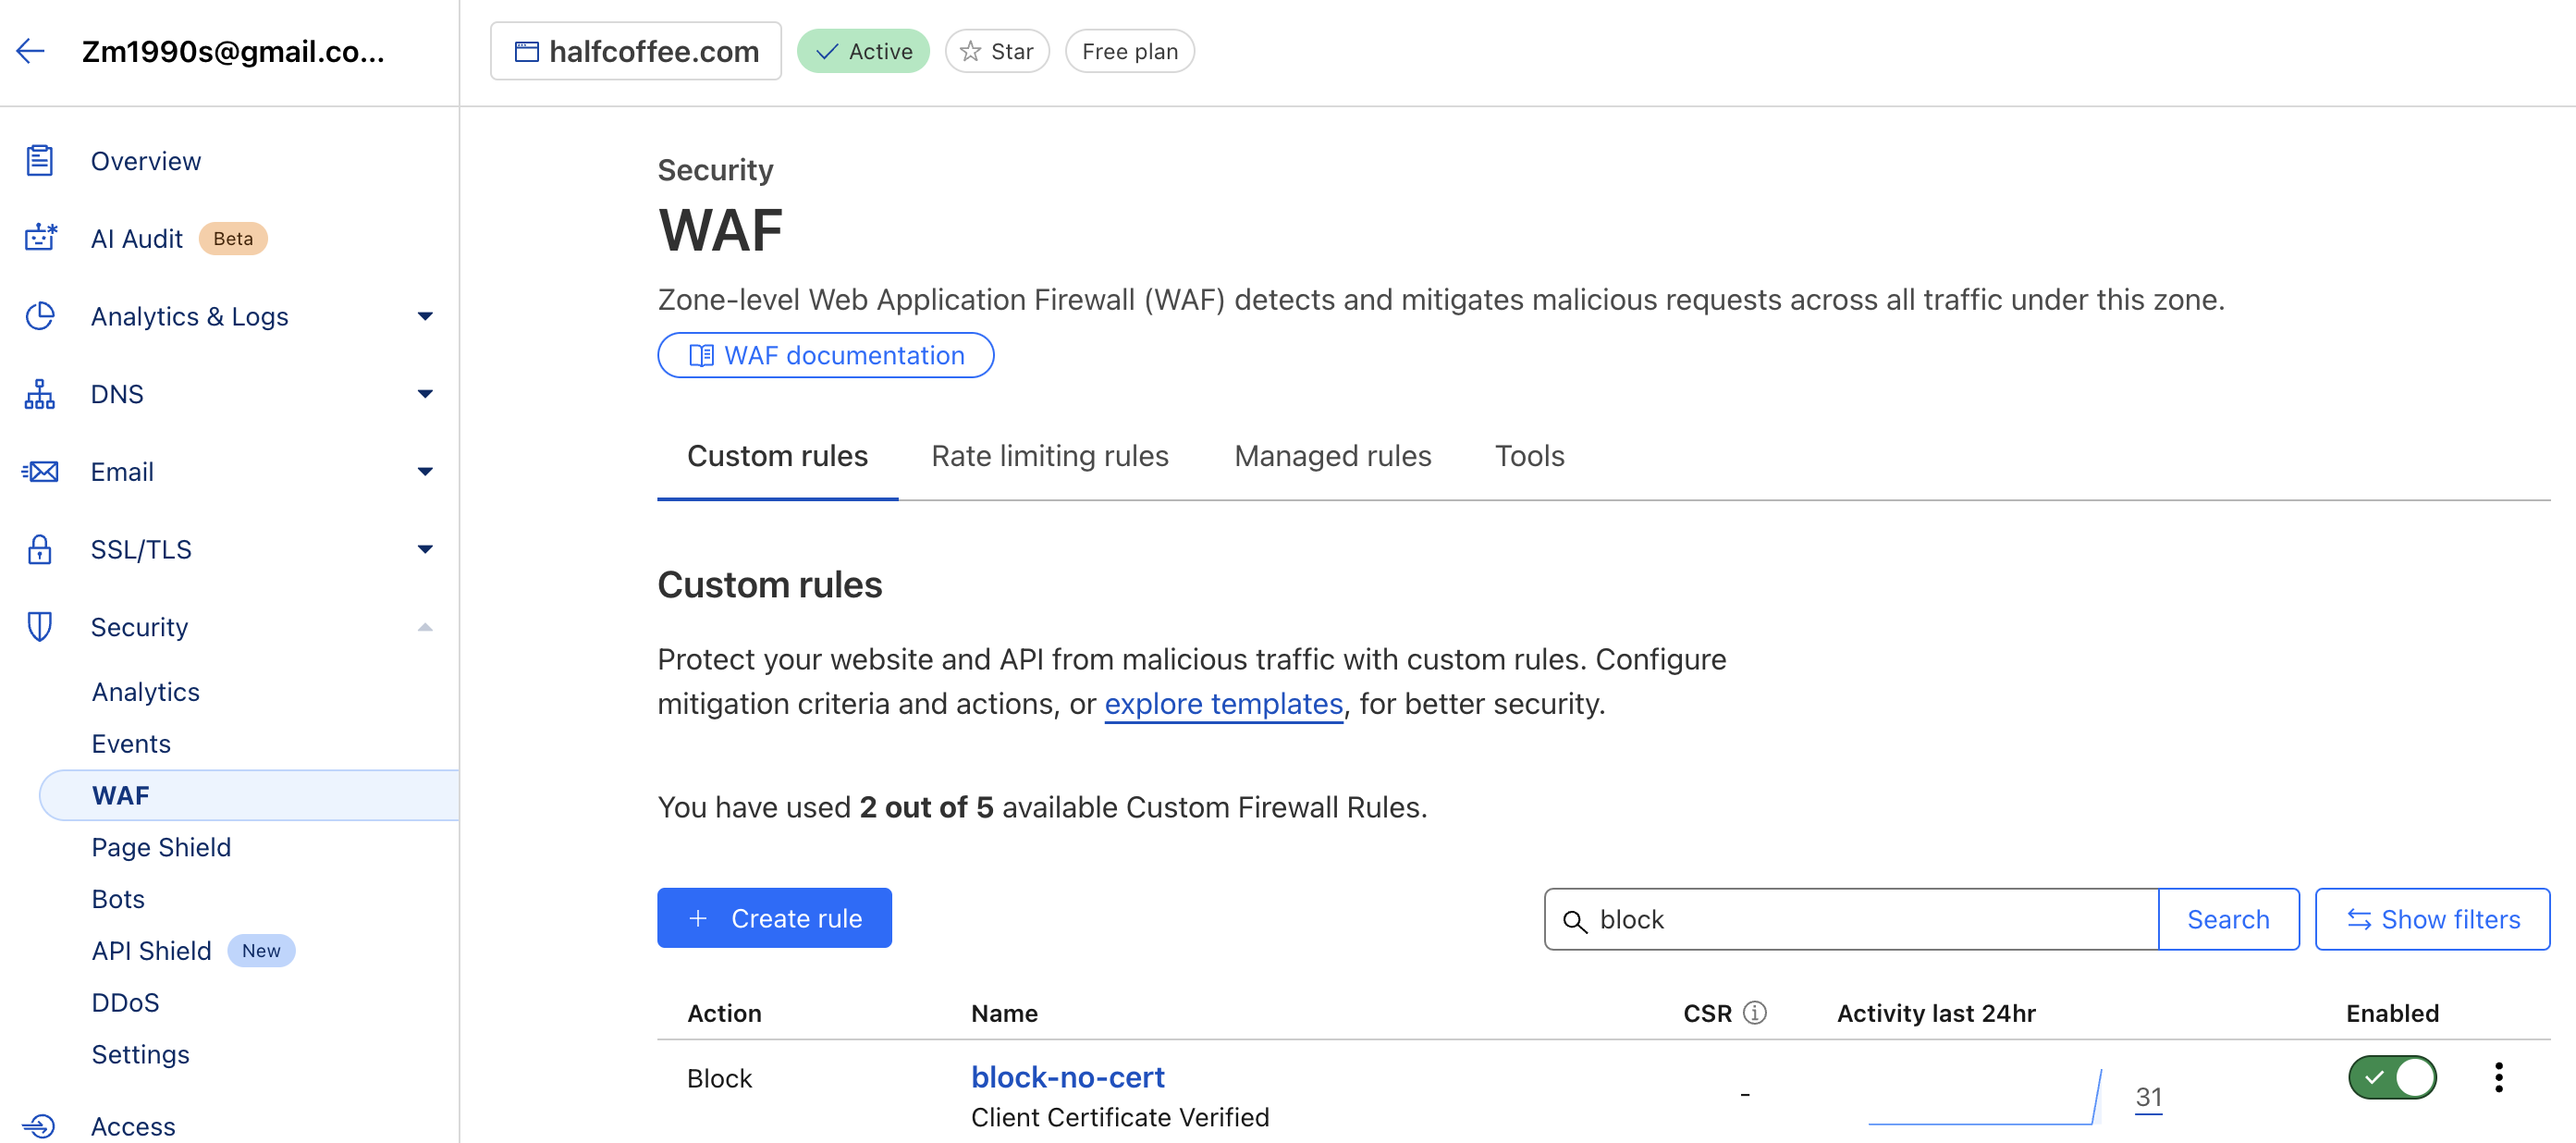 Zm1990s@gmail.co...
halfcoffee.com
Active
Star
Free plan
Overview
AI Audit Beta
Analytics & Logs
DNS
Email
SSL/TLS
Security
Analytics
Events
WAF
Page Shield
Bots
API Shield New
DDoS
Settings
Access
Security
WAF
Zone-level Web Application Firewall (WAF) detects and mitigates malicious requests across all traffic under this zone.
WAF documentation
Custom rules Rate limiting rules Managed rules Tools
Custom rules
Protect your website and API from malicious traffic with custom rules. Configure
mitigation criteria and actions, or explore templates, for better security.
You have used 2 out of 5 available Custom Firewall Rules.
+ Create rule
block
Search
Show filters
Action Name CSR Activity last 24hr Enabled
Block block-no-cert - 31
Client Certificate Verified